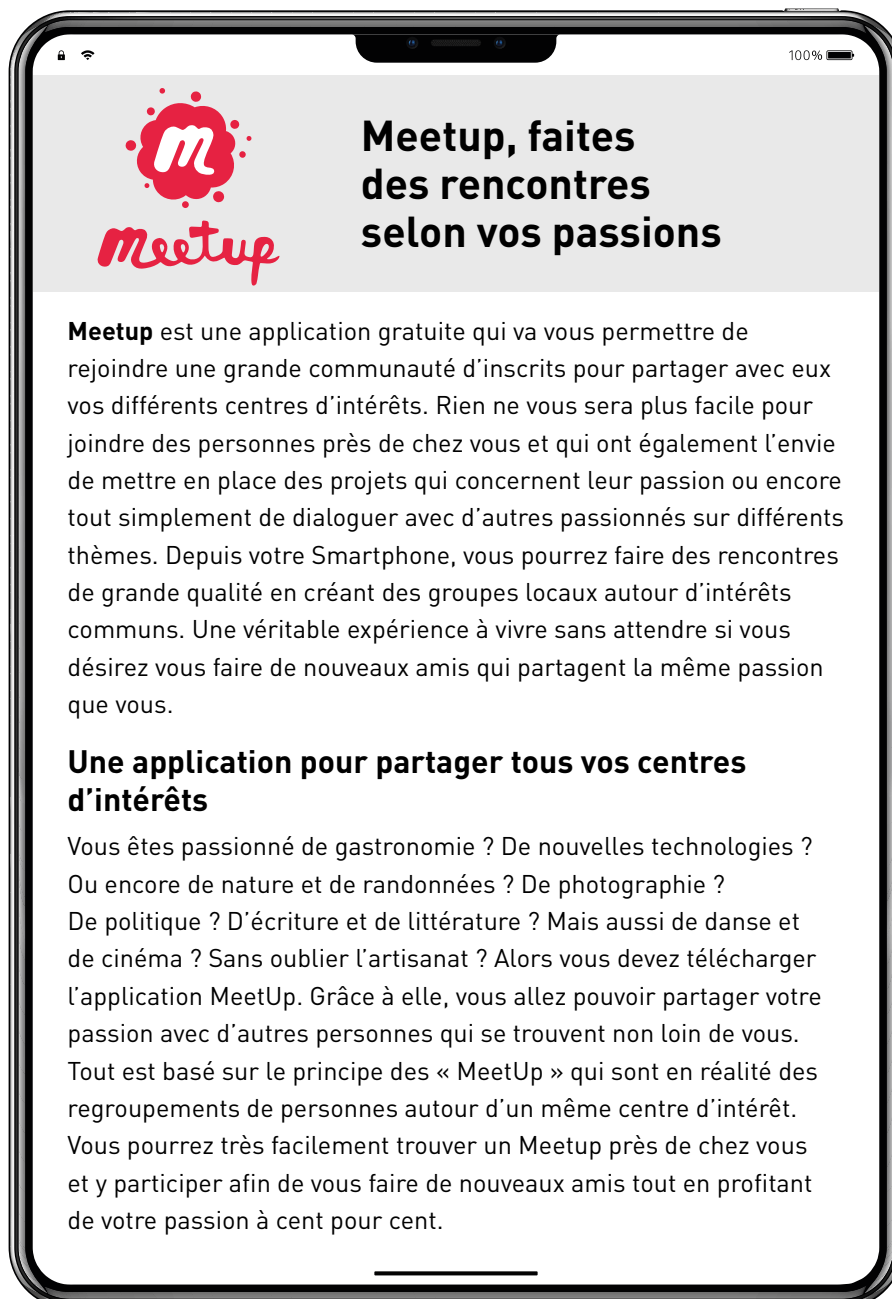 100%
m
meetup
Meetup, faites
des rencontres
selon vos passions
Meetup est une application gratuite qui va vous permettre de
rejoindre une grande communauté d’inscrits pour partager avec eux
vos différents centres d’intérêts. Rien ne vous sera plus facile pour
joindre des personnes près de chez vous et qui ont également l’envie
de mettre en place des projets qui concernent leur passion ou encore
tout simplement de dialoguer avec d’autres passionnés sur différents
thèmes. Depuis votre Smartphone, vous pourrez faire des rencontres
de grande qualité en créant des groupes locaux autour d’intérêts
communs. Une véritable expérience à vivre sans attendre si vous
désirez vous faire de nouveaux amis qui partagent la même passion
que vous.
Une application pour partager tous vos centres
d’intérêts
Vous êtes passionné de gastronomie ? De nouvelles technologies ?
Ou encore de nature et de randonnées ? De photographie ?
De politique ? D’écriture et de littérature ? Mais aussi de danse et
de cinéma ? Sans oublier l’artisanat ? Alors vous devez télécharger
l’application MeetUp. Grâce à elle, vous allez pouvoir partager votre
passion avec d’autres personnes qui se trouvent non loin de vous.
Tout est basé sur le principe des « MeetUp » qui sont en réalité des
regroupements de personnes autour d’un même centre d’intérêt.
Vous pourrez très facilement trouver un Meetup près de chez vous
et y participer afin de vous faire de nouveaux amis tout en profitant
de votre passion à cent pour cent.